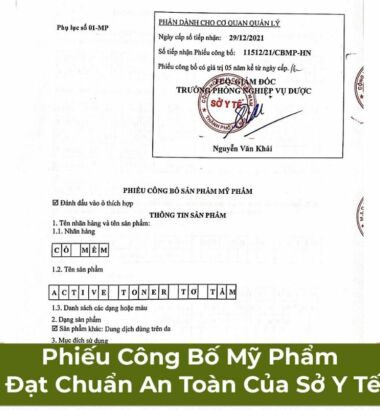 Phụ lục số 01-MP
PHẦN DÀNH CHO CƠ QUAN QUẢN LÝ
Ngày cấp số tiếp nhận: 29/12/2021
Số tiếp nhận Phiếu công bố: 11512/21/CBMP-HN
Phiếu công bố có giá trị 05 năm kể từ ngày cấp.
TUQ. GIÁM ĐỐC
TRƯỞNG PHÒNG NGHIỆP VỤ DƯỢC
SỞ Y TẾ
Nguyễn Văn Khải
PHIẾU CÔNG BỐ SẢN PHẨM MỸ PHẨM
☑ Đánh dấu vào ô thích hợp
THÔNG TIN SẢN PHẨM
1. Tên nhãn hàng và tên sản phẩm:
1.1. Nhãn hàng
CỎ MỀM
1.2. Tên sản phẩm
ACTIVE TONER TƠ TẰM
1.3. Danh sách các dạng hoặc màu
2. Dạng sản phẩm
☑ Sản phẩm khác: Dung dịch dùng trên da
3. Mục đích sử dụng
Phiếu Công Bố Mỹ Phẩm
Đạt Chuẩn An Toàn Của Sở Y Tế